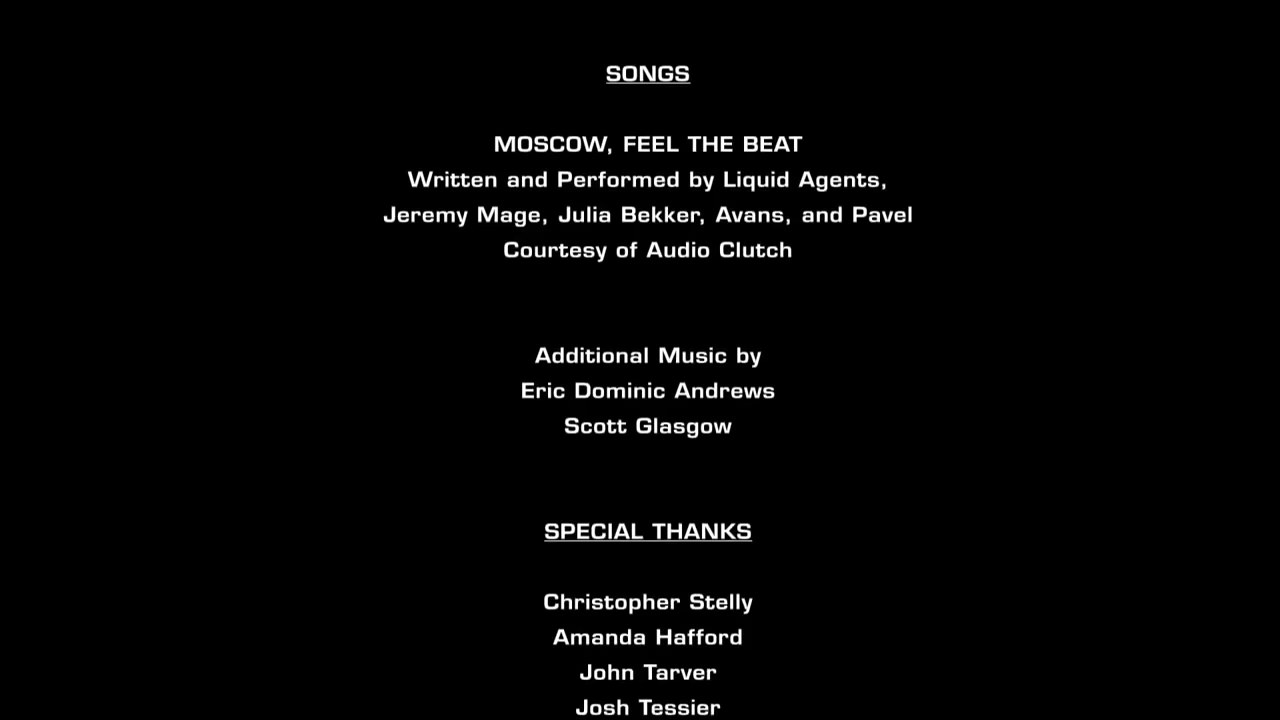 SONGS
MOSCOW, FEEL THE BEAT
Written and Performed by Liquid Agents,
Jeremy Mage, Julia Bekker, Avans, and Pavel
Courtesy of Audio Clutch
Additional Music by
Eric Dominic Andrews
Scott Glasgow
SPECIAL THANKS
Christopher Stelly
Amanda Hafford
John Tarver
Josh Tessier